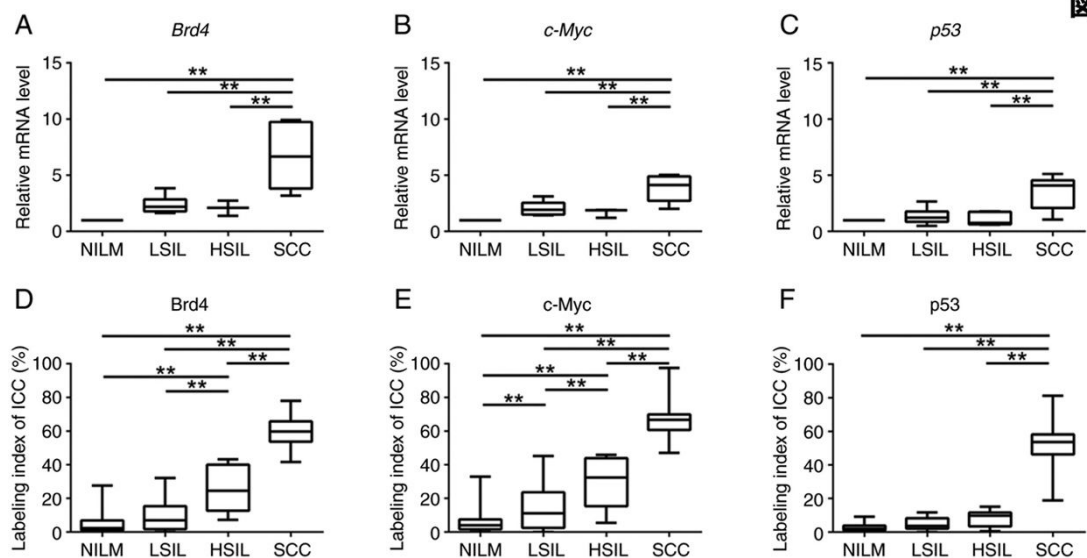 A
Brd4
Relative mRNA level
15
10
5
0
**
**
**
NILM LSIL HSIL SCC
B
c-Myc
Relative mRNA level
15
10
5
0
**
**
**
NILM LSIL HSIL SCC
C
p53
Relative mRNA level
15
10
5
0
**
**
**
NILM LSIL HSIL SCC
D
Brd4
Labeling index of ICC (%)
100
80
60
40
20
0
**
**
**
**
**
NILM LSIL HSIL SCC
E
c-Myc
Labeling index of ICC (%)
100
80
60
40
20
0
**
**
**
**
**
**
NILM LSIL HSIL SCC
F
p53
Labeling index of ICC (%)
100
80
60
40
20
0
**
**
**
NILM LSIL HSIL SCC